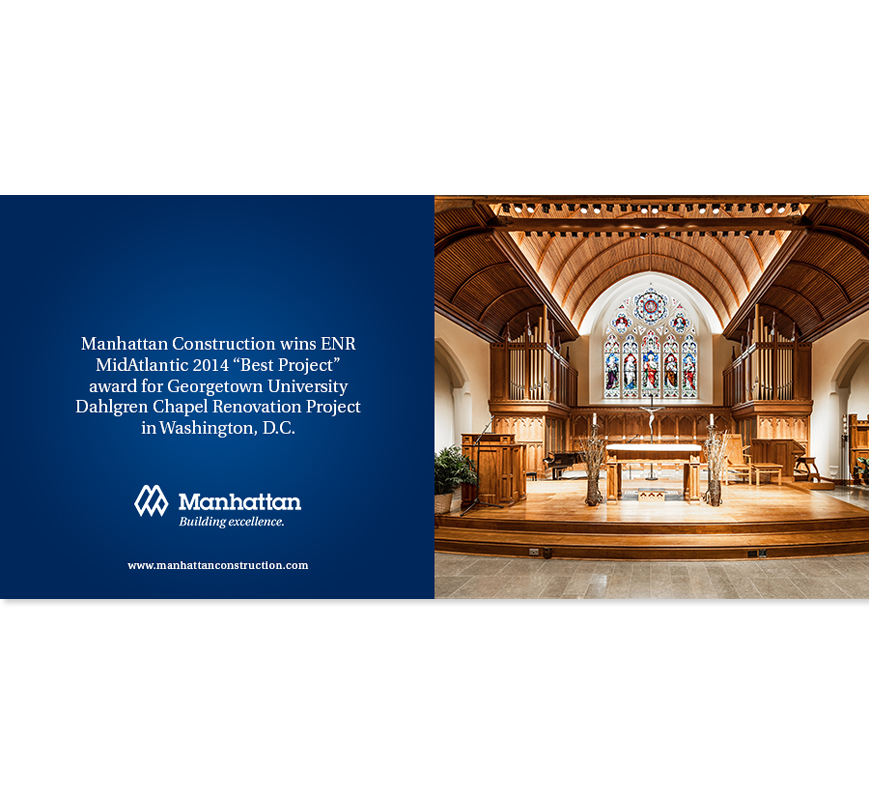 Manhattan Construction wins ENR
MidAtlantic 2014 “Best Project”
award for Georgetown University
Dahlgren Chapel Renovation Project
in Washington, D.C.
Manhattan
Building excellence.
www.manhattanconstruction.com